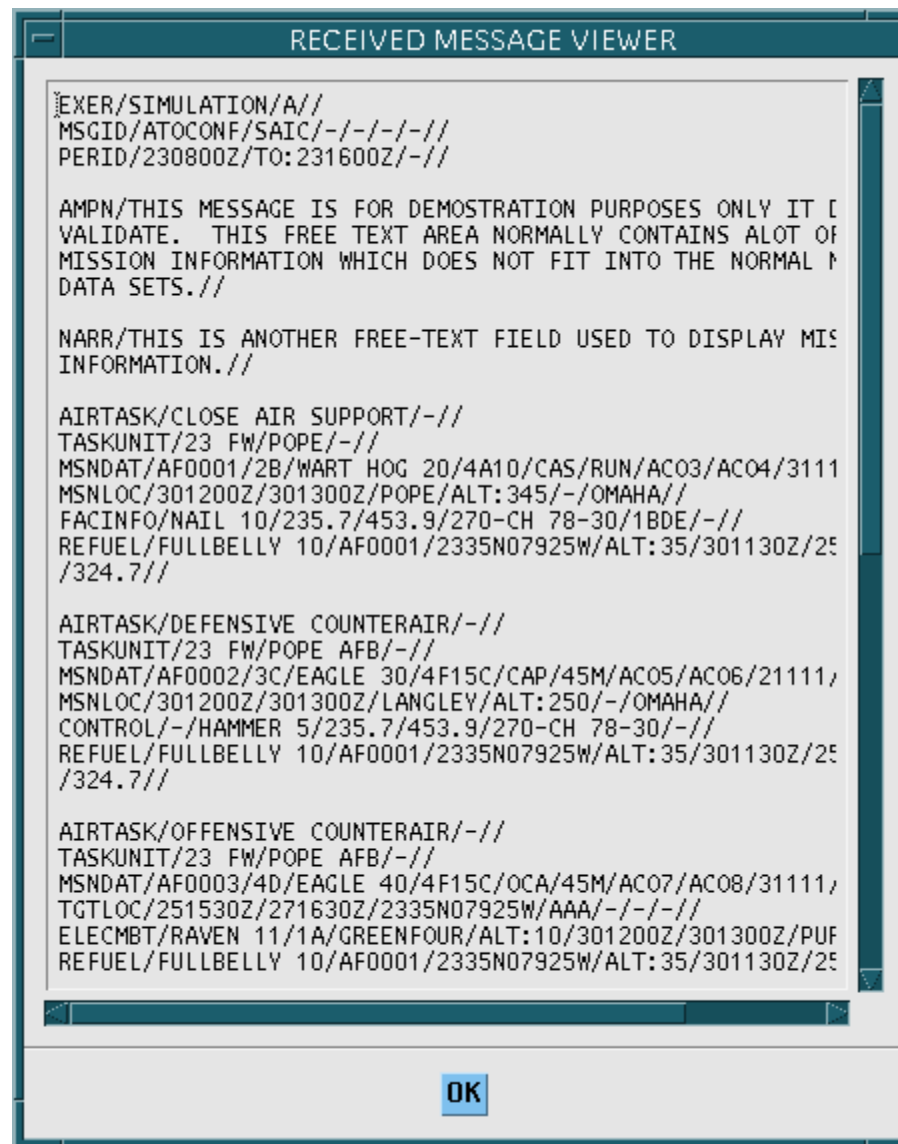 RECEIVED MESSAGE VIEWER
EXER/SIMULATION/A//
MSGID/ATOCONF/SAIC/-/-/-/-//
PERID/230800Z/TO:231600Z/-//
AMPN/THIS MESSAGE IS FOR DEMOSTRATION PURPOSES ONLY IT
VALIDATE. THIS FREE TEXT AREA NORMALLY CONTAINS ALOT OF
MISSION INFORMATION WHICH DOES NOT FIT INTO THE NORMAL
DATA SETS.//
NARR/THIS IS ANOTHER FREE-TEXT FIELD USED TO DISPLAY MIS
INFORMATION.//
AIRTASK/CLOSE AIR SUPPORT/-//
TASKUNIT/23 FW/POPE/-//
MSNDAT/AF0001/2B/WART HOG 20/4A10/CAS/RUN/AC03/AC04/3111
MSNLOC/301200Z/301300Z/POPE/ALT:345/-/OMAHA//
FACINFO/NAIL 10/235.7/453.9/270-CH 78-30/1BDE/-//
REFUEL/FULLBELLY 10/AF0001/2335N07925W/ALT:35/301130Z/25
/324.7//
AIRTASK/DEFENSIVE COUNTERAIR/-//
TASKUNIT/23 FW/POPE AFB/-//
MSNDAT/AF0002/3C/EAGLE 30/4F15C/CAP/45M/AC05/AC06/21111/
MSNLOC/301200Z/301300Z/LANGLEY/ALT:250/-/OMAHA//
CONTROL/-/HAMMER 5/235.7/453.9/270-CH 78-30/-//
REFUEL/FULLBELLY 10/AF0001/2335N07925W/ALT:35/301130Z/25
/324.7//
AIRTASK/OFFENSIVE COUNTERAIR/-//
TASKUNIT/23 FW/POPE AFB/-//
MSNDAT/AF0003/4D/EAGLE 40/4F15C/OCA/45M/AC07/AC08/31111/
TGTLOC/251530Z/271630Z/2335N07925W/AAA/-/-/-//
ELECMBT/RAVEN 11/1A/GREENFOUR/ALT:10/301200Z/301300Z/PUR
REFUEL/FULLBELLY 10/AF0001/2335N07925W/ALT:35/301130Z/25
OK